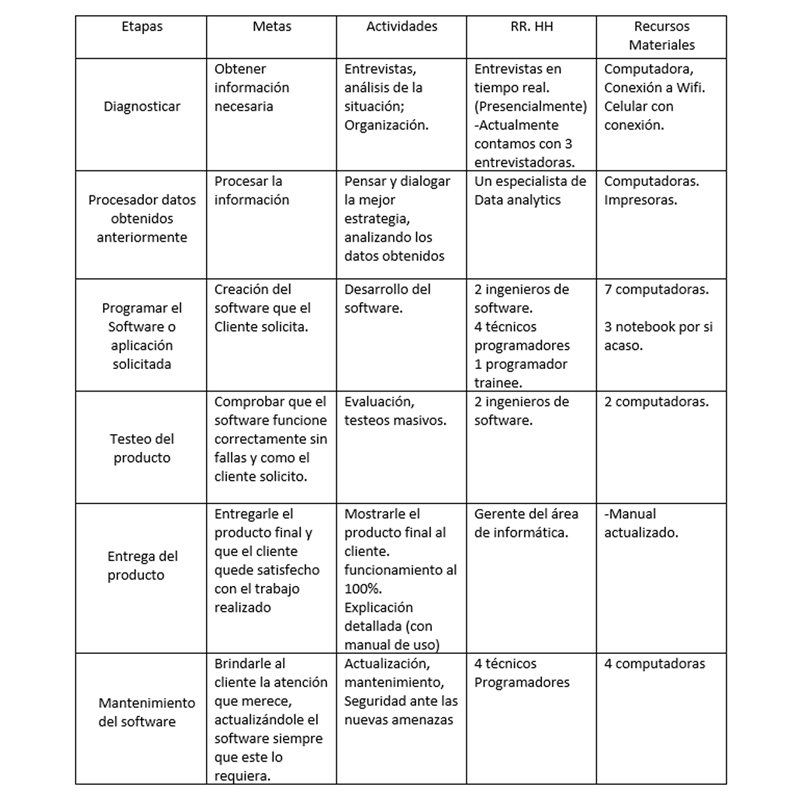 Etapas
Metas
Actividades
RR. HH
Recursos
Materiales
Diagnosticar
Obtener
información
necesaria
Entrevistas,
análisis de la
situación;
Organización.
Entrevistas en
tiempo real.
(Presencialmente)
-Actualmente
contamos con 3
entrevistadoras.
Computadora,
Conexión a Wifi.
Celular con
conexión.
Procesador datos
obtenidos
anteriormente
Procesar la
información
Pensar y dialogar
la mejor
estrategia,
analizando los
datos obtenidos
Un especialista de
Data analytics
Computadoras.
Impresoras.
Programar el
Software o
aplicación
solicitada
Creación del
software que el
Cliente solicita.
Desarrollo del
software.
2 ingenieros de
software.
4 técnicos
programadores
1 programador
trainee.
7 computadoras.
3 notebook por si
acaso.
Testeo del
producto
Comprobar que el
software funcione
correctamente sin
fallas y como el
cliente solicito.
Evaluación,
testeos masivos.
2 ingenieros de
software.
2 computadoras.
Entrega del
producto
Entregarle el
producto final y
que el cliente
quede satisfecho
con el trabajo
realizado
Mostrarle el
producto final al
cliente.
funcionamiento al
100%.
Explicación
detallada (con
manual de uso)
Gerente del área
de informática.
-Manual
actualizado.
Mantenimiento
del software
Brindarle al
cliente la atención
que merece,
actualizándole el
software siempre
que este lo
requiera.
Actualización,
mantenimiento,
Seguridad ante las
nuevas amenazas
4 técnicos
Programadores
4 computadoras